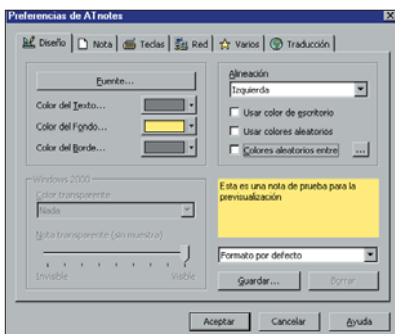 Preferencias de ATnotes
Diseño Nota Teclas Red Varios Traducción
Fuente...
Color del Texto...
Color del Fondo...
Color del Borde...
Alineación
Izquierda
Usar color de escritorio
Usar colores aleatorios
Colores aleatorios entre ...
Windows 2000
Color transparente
Nada
Nota transparente (sin muestra)
Invisible Visible
Esta es una nota de prueba para la
previsualización
Formato por defecto
Guardar... Borrar
Aceptar Cancelar Ayuda